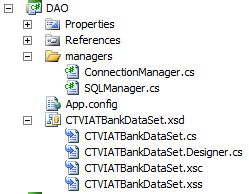 DAO
Properties
References
managers
ConnectionManager.cs
SQLManager.cs
App.config
CTVIATBankDataSet.xsd
CTVIATBankDataSet.cs
CTVIATBankDataSet.Designer.cs
CTVIATBankDataSet.xsc
CTVIATBankDataSet.xss